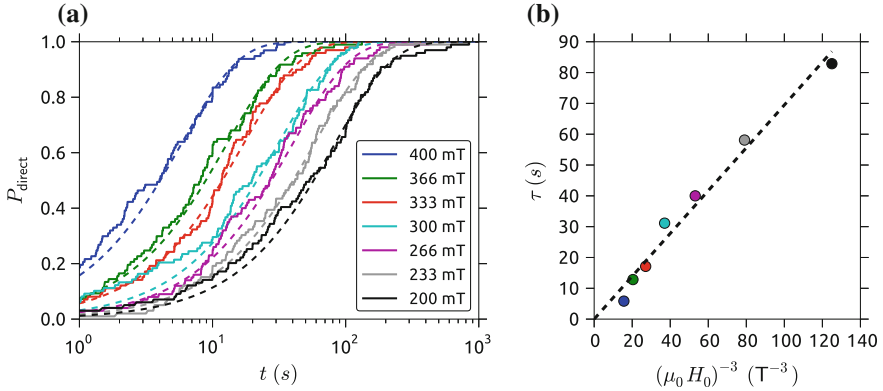 (a)
1.0
0.8
0.6
0.4
0.2
0.0
P_direct
10^0
10^1
10^2
10^3
t (s)
400 mT
366 mT
333 mT
300 mT
266 mT
233 mT
200 mT
(b)
90
80
70
60
50
40
30
20
10
0
τ (s)
0
20
40
60
80
100
120
140
(μ_0 H_0)^{-3} (T^{-3})